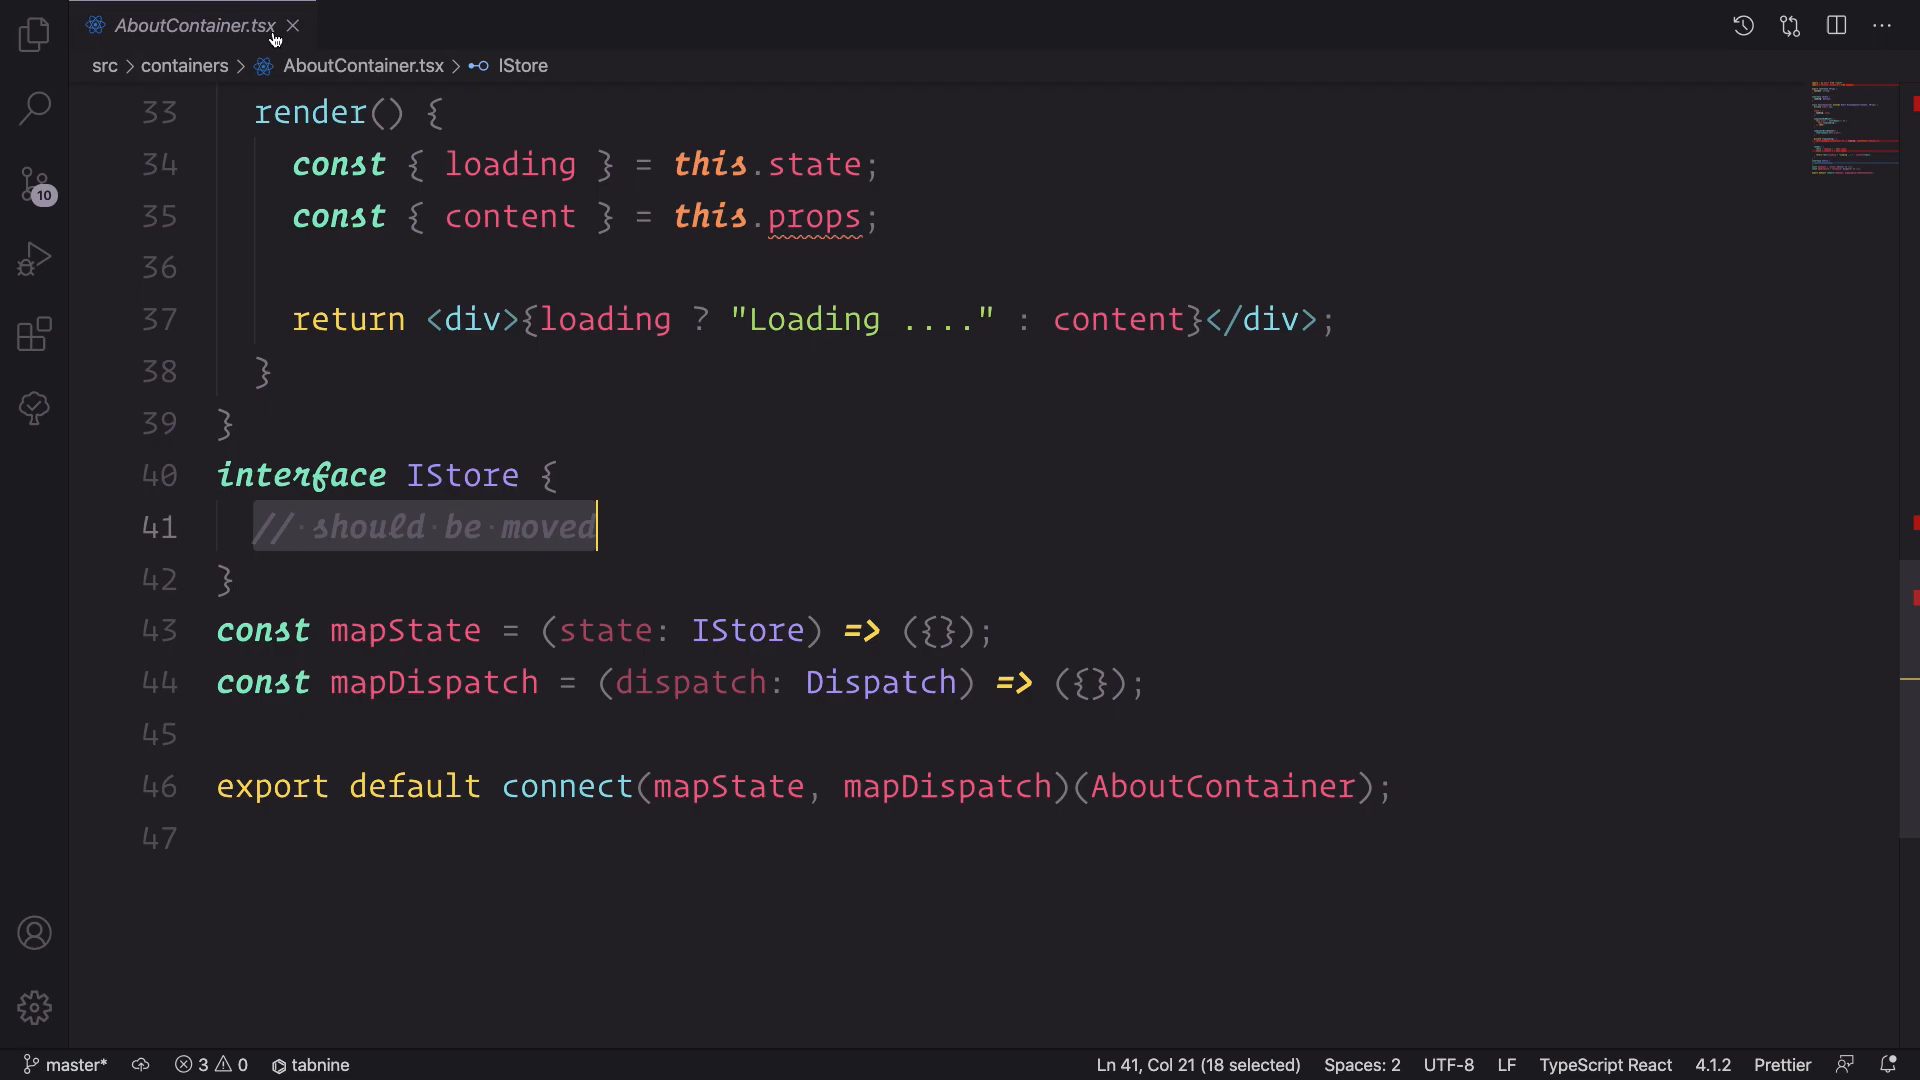 AboutContainer.tsx
src > containers > AboutContainer.tsx > IStore
33 render() {
34 const { loading } = this.state;
35 const { content } = this.props;
36
37 return <div>{loading ? "Loading ...." : content}</div>;
38 }
39 }
40 interface IStore {
41 // should be moved
42 }
43 const mapState = (state: IStore) => ({});
44 const mapDispatch = (dispatch: Dispatch) => ({});
45
46 export default connect(mapState, mapDispatch)(AboutContainer);
47
10
master* 3 0 tabnine Ln 41, Col 21 (18 selected) Spaces: 2 UTF-8 LF TypeScript React 4.1.2 Prettier